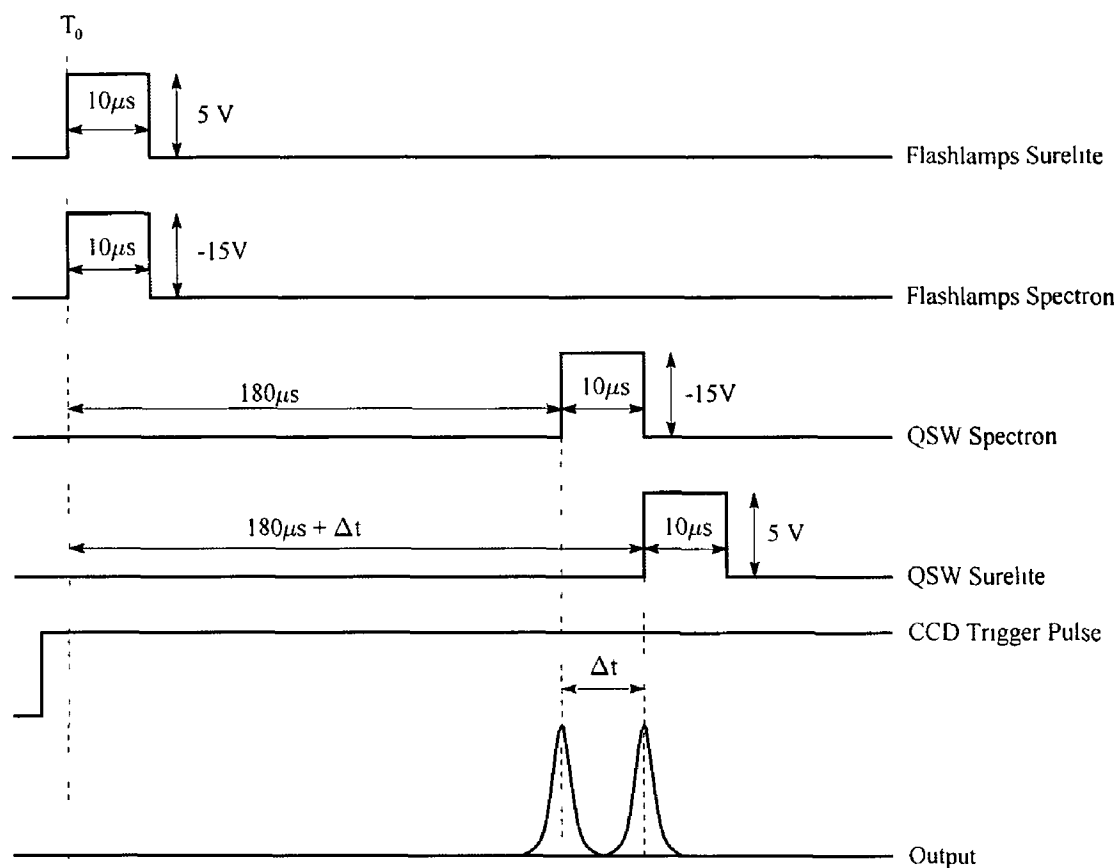 T₀
10μs
5 V
Flashlamps Surelite
10μs
-15V
Flashlamps Spectron
180μs
10μs
-15V
QSW Spectron
180μs + Δt
10μs
5 V
QSW Surelite
CCD Trigger Pulse
Δt
Output